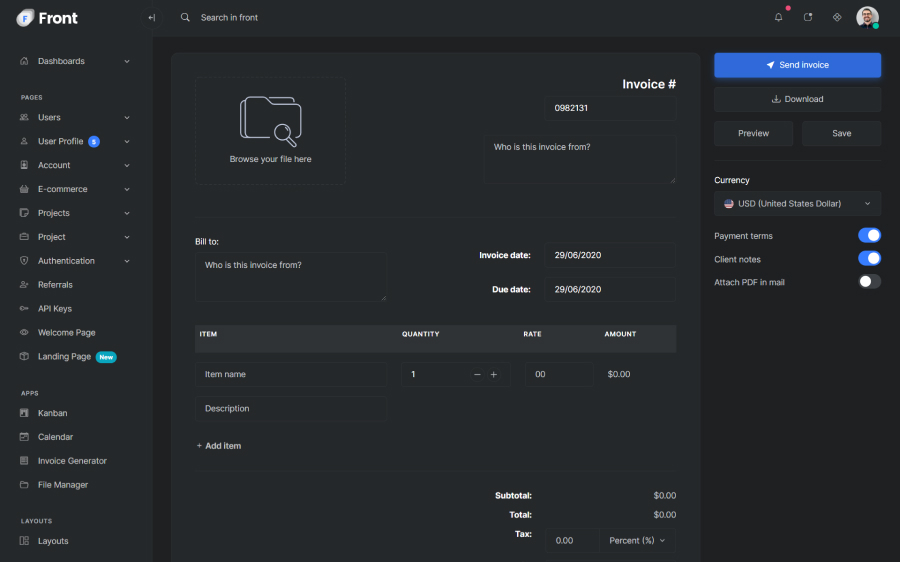 Front
Search in front
Dashboards
PAGES
Users
User Profile 5
Account
E-commerce
Projects
Project
Authentication
Referrals
API Keys
Welcome Page
Landing Page New
APPS
Kanban
Calendar
Invoice Generator
File Manager
LAYOUTS
Layouts
Browse your file here
Invoice #
0982131
Who is this invoice from?
Bill to:
Who is this invoice from?
Invoice date: 29/06/2020
Due date: 29/06/2020
ITEM QUANTITY RATE AMOUNT
Item name 1 − + 00 $0.00
Description
+ Add item
Subtotal: $0.00
Total: $0.00
Tax: 0.00 Percent (%)
Send invoice
Download
Preview Save
Currency
USD (United States Dollar)
Payment terms
Client notes
Attach PDF in mail